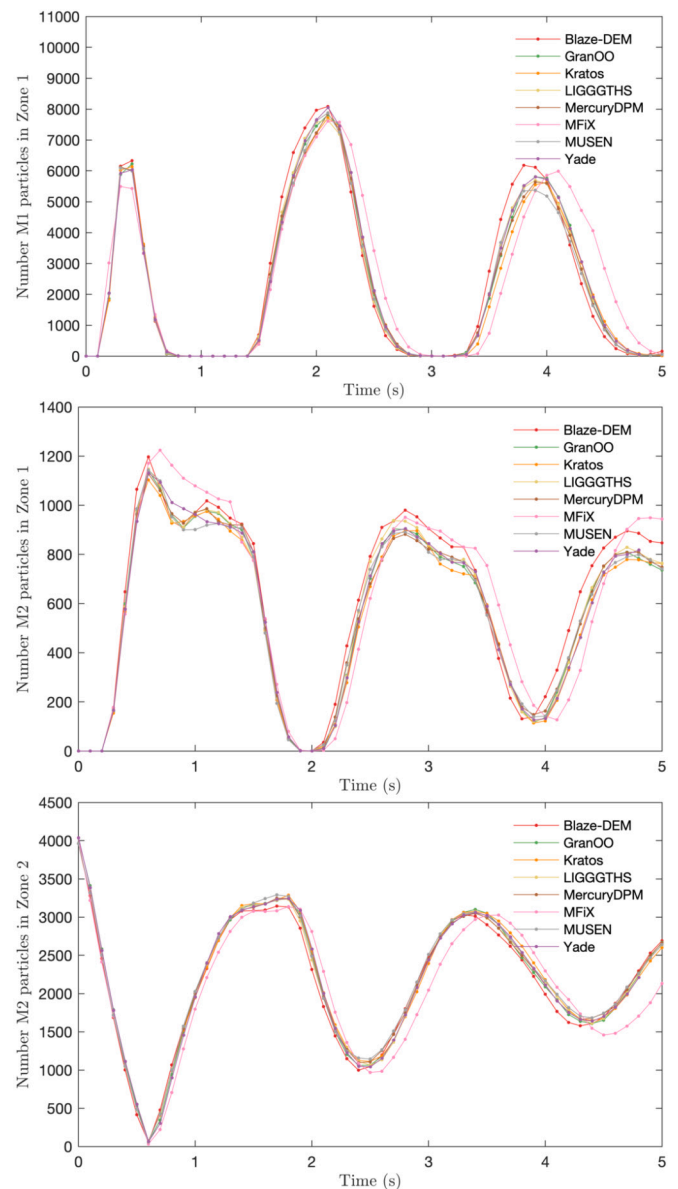 Number M1 particles in Zone 1
11000
10000
9000
8000
7000
6000
5000
4000
3000
2000
1000
0
Blaze-DEM
GranOO
Kratos
LIGGGTHS
MercuryDPM
MFiX
MUSEN
Yade
0 1 2 3 4 5
Time (s)
Number M2 particles in Zone 1
1400
1200
1000
800
600
400
200
0
Blaze-DEM
GranOO
Kratos
LIGGGTHS
MercuryDPM
MFiX
MUSEN
Yade
0 1 2 3 4 5
Time (s)
Number M2 particles in Zone 2
4500
4000
3500
3000
2500
2000
1500
1000
500
0
Blaze-DEM
GranOO
Kratos
LIGGGTHS
MercuryDPM
MFiX
MUSEN
Yade
0 1 2 3 4 5
Time (s)